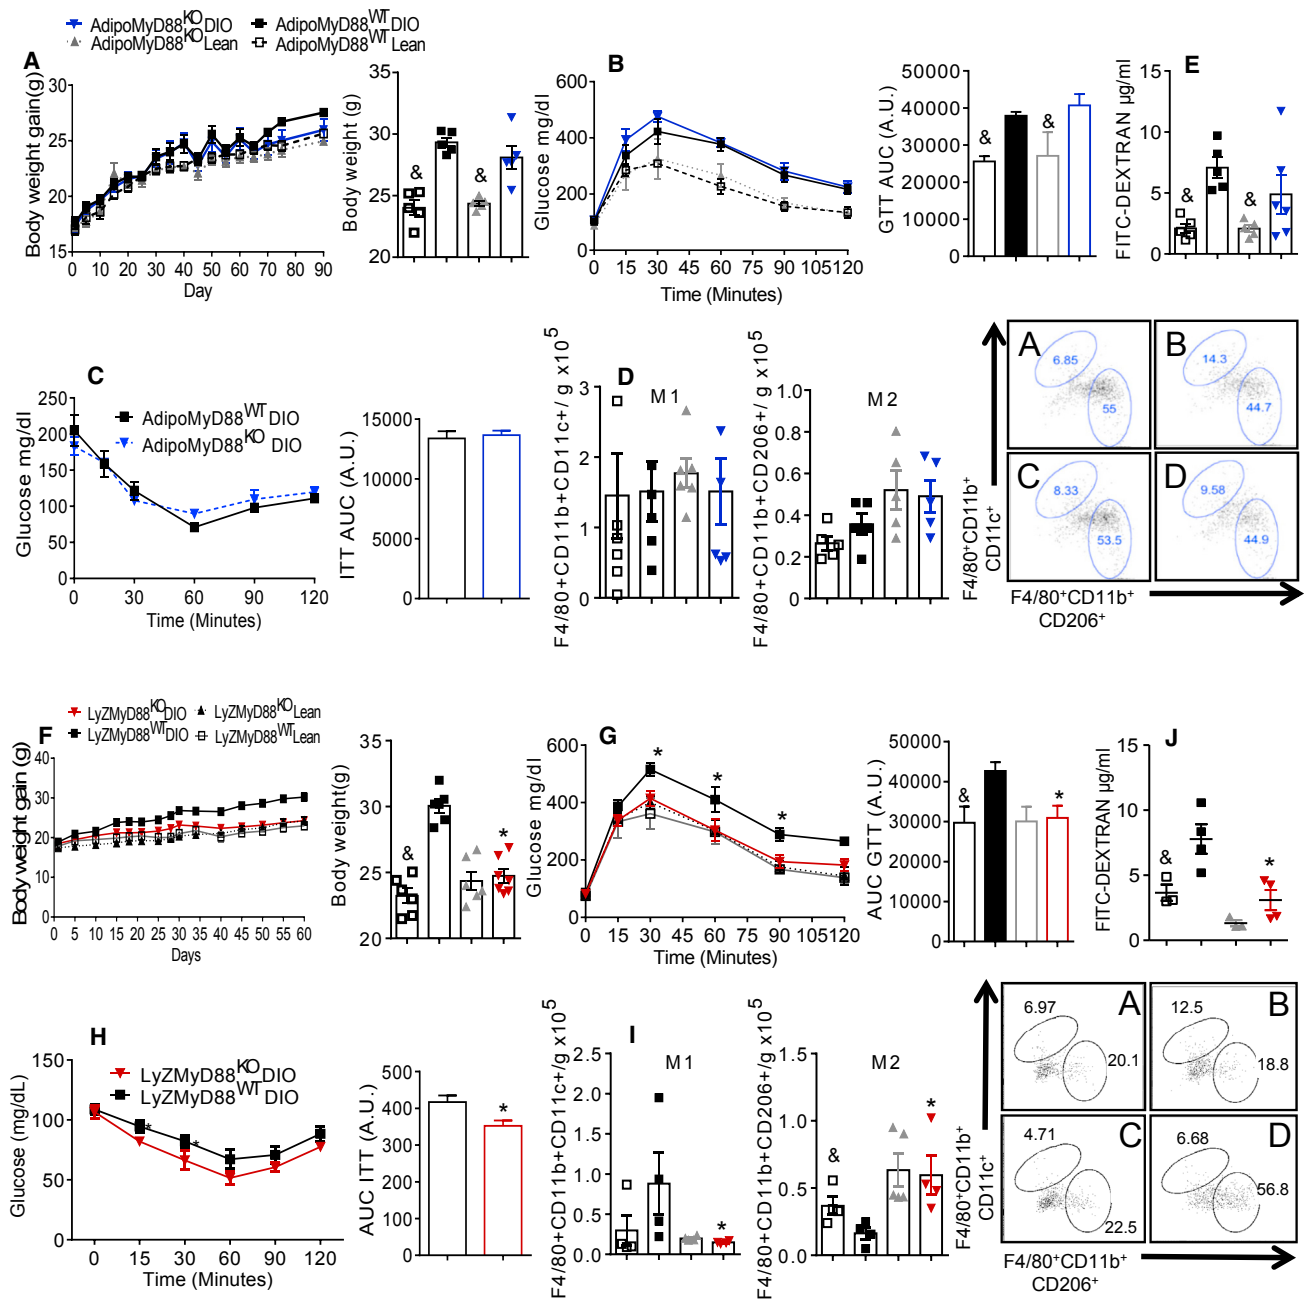 AdipoMyD88KO DIO
AdipoMyD88WT DIO
AdipoMyD88KO Lean
AdipoMyD88WT Lean
A
Body weight gain(g)
30
25
20
15
0 10 20 30 40 50 60 70 80 90
Day
Body weight (g)
35
30
25
20
&
&
B
Glucose mg/dl
600
400
200
0
0 15 30 45 60 75 90 105 120
Time (Minutes)
GTT AUC (A.U.)
50000
40000
30000
20000
10000
0
&
&
E
FITC-DEXTRAN µg/ml
15
10
5
0
&
&
C
Glucose mg/dl
250
200
150
100
50
0
AdipoMyD88WT DIO
AdipoMyD88KO DIO
0 30 60 90 120
Time (Minutes)
ITT AUC (A.U.)
15000
10000
5000
0
D
F4/80+CD11b+CD11c+/ g x10^5
M1
3
2
1
0
F4/80+CD11b+CD206+/ g x10^5
M2
1.0
0.8
0.6
0.4
0.2
0
F4/80+CD11b+
CD11c+
A
6.85
55
B
14.3
44.7
C
8.33
53.5
D
9.58
44.9
F4/80+CD11b+
CD206+
LyZMyD88KO DIO
LyZMyD88KO Lean
LyZMyD88WT DIO
LyZMyD88WT Lean
F
Body weight gain (g)
40
30
20
10
0
0 5 10 15 20 25 30 35 40 45 50 55 60
Days
Body weight(g)
35
30
25
20
&
*
G
Glucose mg/dl
600
400
200
0
*
*
*
0 15 30 45 60 75 90 105 120
Time (Minutes)
AUC GTT (A.U.)
50000
40000
30000
20000
10000
0
&
*
J
FITC-DEXTRAN µg/ml
15
10
5
0
&
*
H
Glucose (mg/dL)
150
100
50
0
LyZMyD88KO DIO
LyZMyD88WT DIO
*
*
0 15 30 60 90 120
Time (Minutes)
AUC ITT (A.U.)
500
400
300
200
100
0
*
I
F4/80+CD11b+CD11c+/g x10^5
M1
2.5
2.0
1.5
1.0
0.5
0.0
*
F4/80+CD11b+CD206+/g x10^5
M2
1.5
1.0
0.5
0.0
&
*
F4/80+CD11b+
CD11c+
A
6.97
20.1
B
12.5
18.8
C
4.71
22.5
D
6.68
56.8
F4/80+CD11b+
CD206+